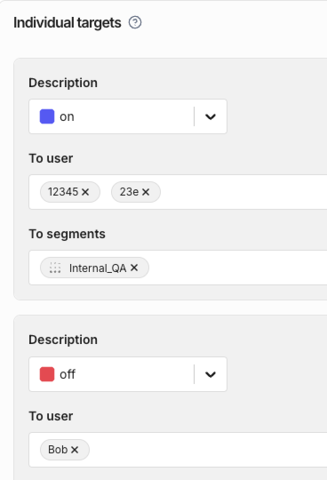 Individual targets
Description
on
To user
12345 23e
To segments
Internal_QA
Description
off
To user
Bob